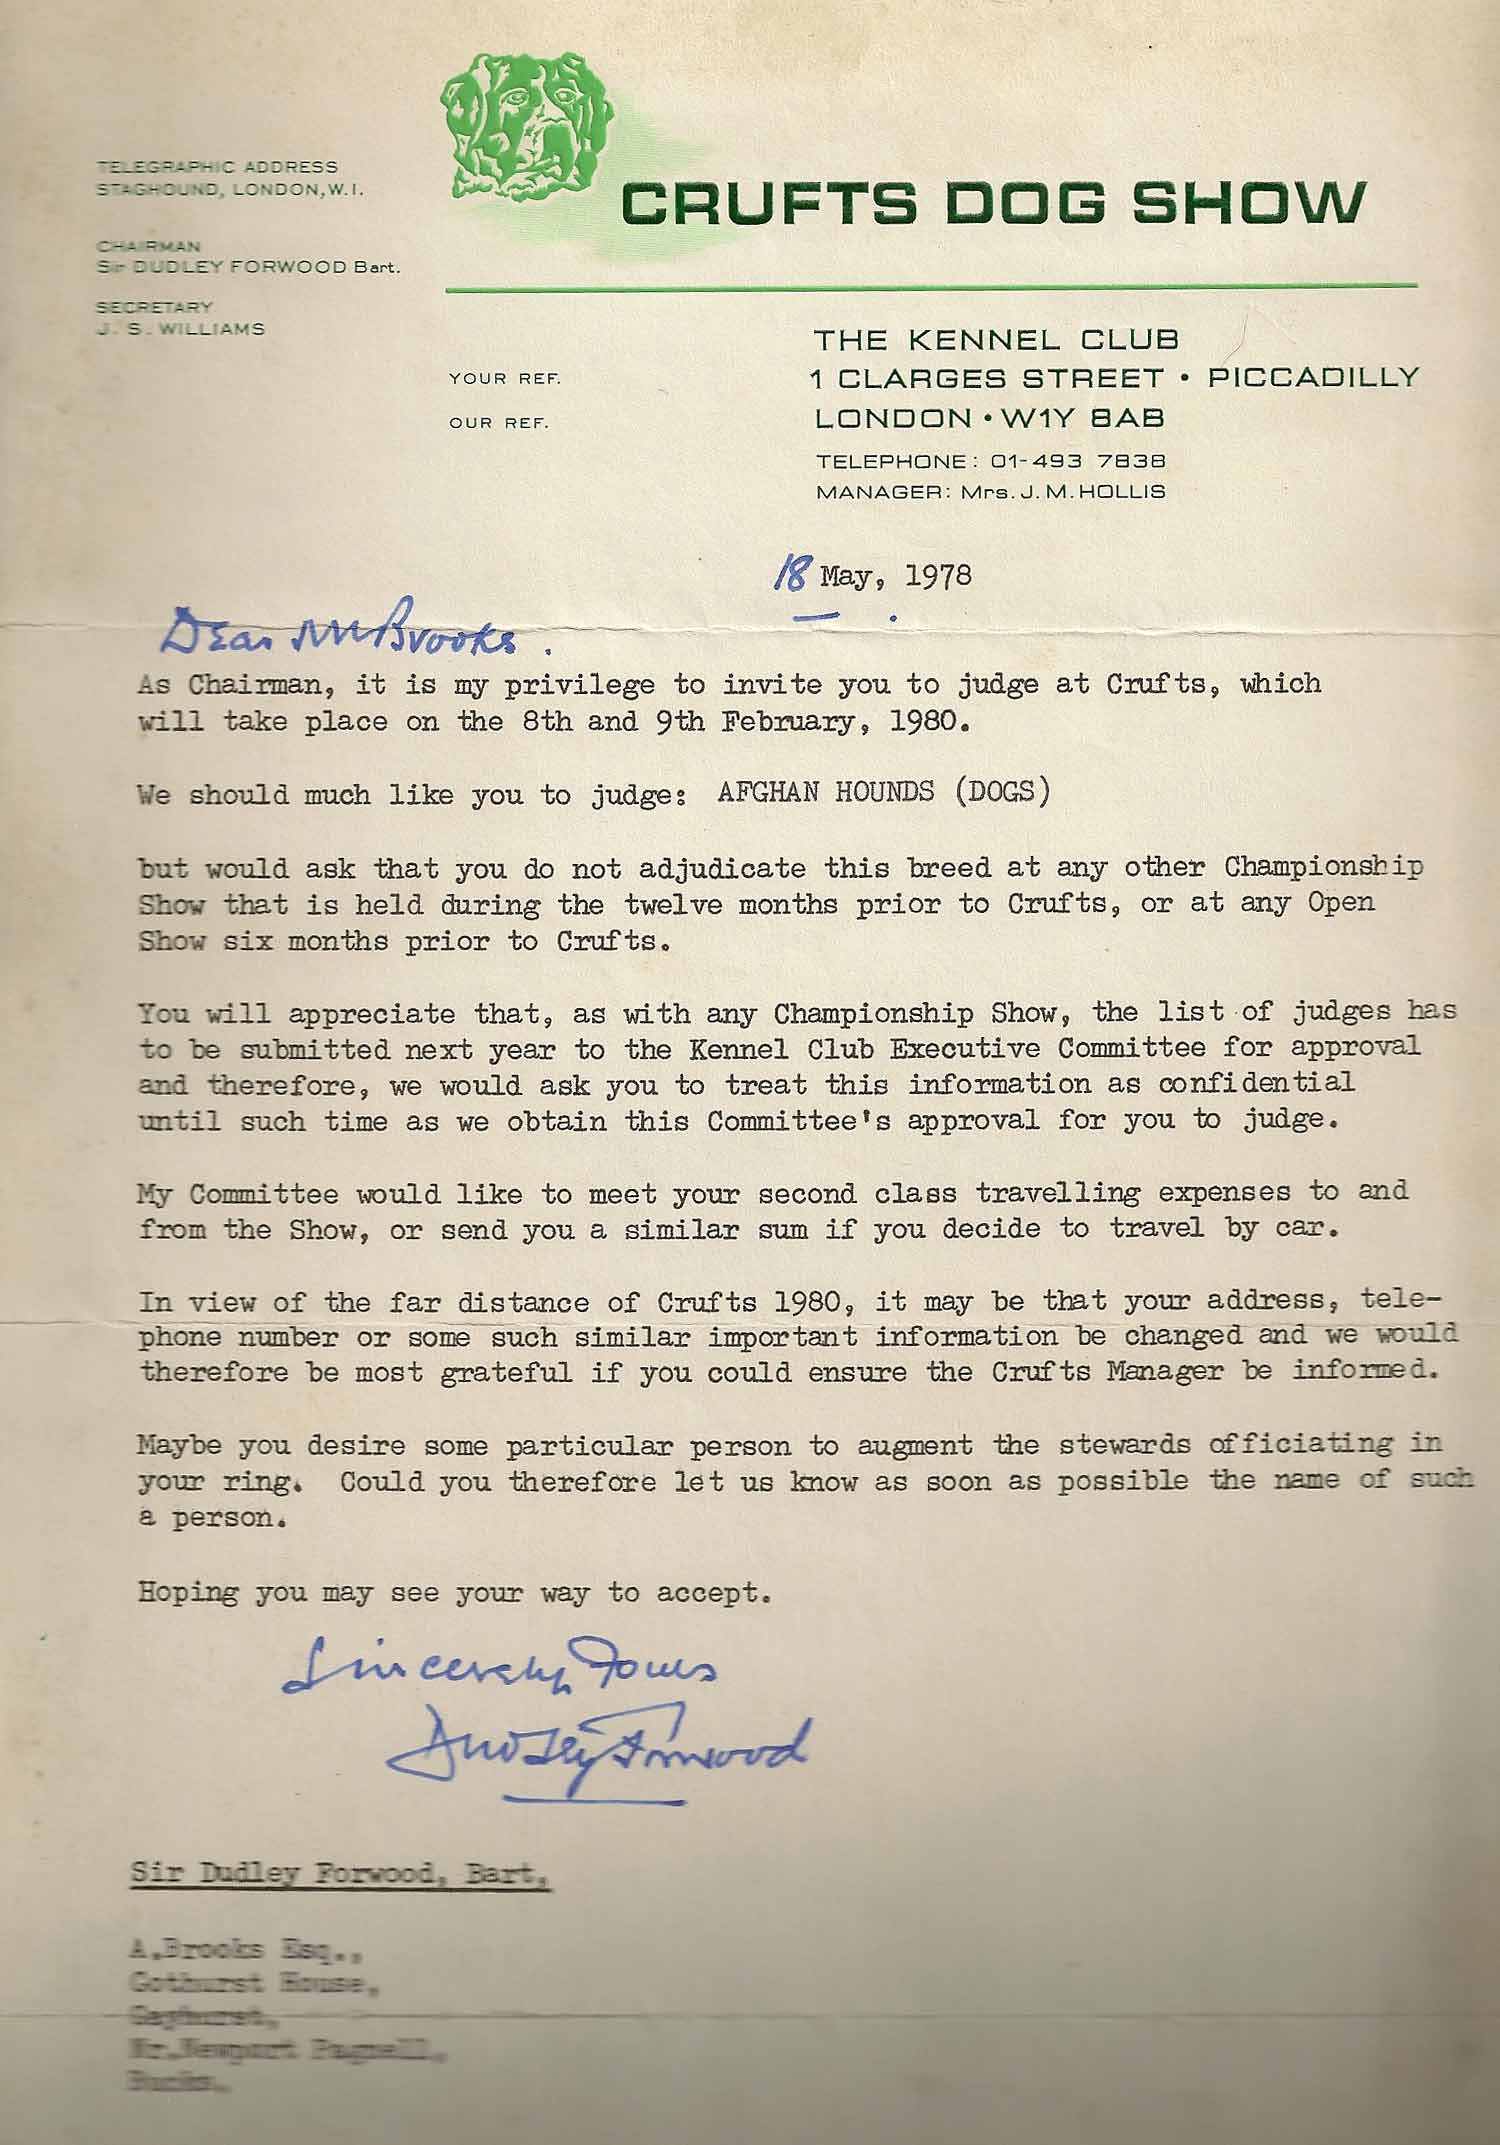 TELEGRAPHIC ADDRESS
STAGHOUND, LONDON, W.I.
CHAIRMAN
Sir DUDLEY FORWOOD Bart.
SECRETARY
J. S. WILLIAMS
CRUFTS DOG SHOW
YOUR REF.
OUR REF.
THE KENNEL CLUB
1 CLARGES STREET • PICCADILLY
LONDON • W1Y 8AB
TELEPHONE: 01-493 7838
MANAGER: Mrs. J. M. HOLLIS
18 May, 1978
Dear Mr Brooks.
As Chairman, it is my privilege to invite you to judge at Crufts, which
will take place on the 8th and 9th February, 1980.
We should much like you to judge: AFGHAN HOUNDS (DOGS)
but would ask that you do not adjudicate this breed at any other Championship
Show that is held during the twelve months prior to Crufts, or at any Open
Show six months prior to Crufts.
You will appreciate that, as with any Championship Show, the list of judges has
to be submitted next year to the Kennel Club Executive Committee for approval
and therefore, we would ask you to treat this information as confidential
until such time as we obtain this Committee's approval for you to judge.
My Committee would like to meet your second class travelling expenses to and
from the Show, or send you a similar sum if you decide to travel by car.
In view of the far distance of Crufts 1980, it may be that your address, tele-
phone number or some such similar important information be changed and we would
therefore be most grateful if you could ensure the Crufts Manager be informed.
Maybe you desire some particular person to augment the stewards officiating in
your ring. Could you therefore let us know as soon as possible the name of such
a person.
Hoping you may see your way to accept.
Sincerely Yours
Dudley Forwood
Sir Dudley Forwood, Bart,
A.Brooks Esq.,
Gothurst House,
Gayhurst,
Nr.Newport Pagnell,
Bucks.